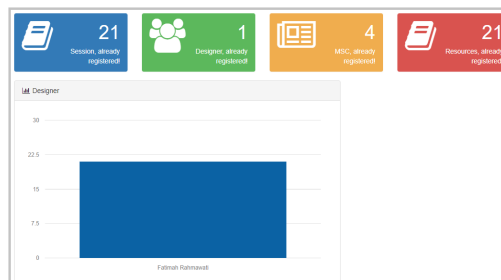 21
Session, already
registered!
1
Designer, already
registered!
4
MSC, already
registered!
21
Resources, already
registered!
Designer
30
22.5
15
7.5
0
Fatimah Rahmawati